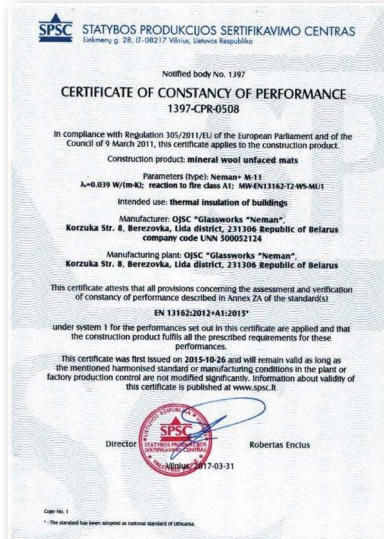 SPSC STATYBOS PRODUKCIJOS SERTIFIKAVIMO CENTRAS
Linkmenų g. 28, LT-08217 Vilnius, Lietuvos Respublika
Notified body No. 1397
CERTIFICATE OF CONSTANCY OF PERFORMANCE
1397-CPR-0508
In compliance with Regulation 305/2011/EU of the European Parliament and of the
Council of 9 March 2011, this certificate applies to the construction product.
Construction product: mineral wool unfaced mats
Parameters (type): Neman+ M-11
λ=0.039 W/(m·K); reaction to fire class A1; MW-EN13162-T2-WS-MU1
Intended use: thermal insulation of buildings
Manufacturer: OJSC "Glassworks "Neman",
Korzuka Str. 8, Berezovka, Lida district, 231306 Republic of Belarus
company code UNN 500052124
Manufacturing plant: OJSC "Glassworks "Neman",
Korzuka Str. 8, Berezovka, Lida district, 231306 Republic of Belarus
This certificate attests that all provisions concerning the assessment and verification
of constancy of performance described in Annex ZA of the standard(s)
EN 13162:2012+A1:2015*
under system 1 for the performances set out in this certificate are applied and that
the construction product fulfils all the prescribed requirements for these
performances.
This certificate was first issued on 2015-10-26 and will remain valid as long as
the mentioned harmonised standard or manufacturing conditions in the plant or
factory production control are not modified significantly. Information about validity of
this certificate is published at www.spsc.lt
SPSC
STATYBOS PRODUKCIJOS
SERTIFIKAVIMO CENTRAS
Director Robertas Encius
Vilnius, 2017-03-31
Copy No. 1
* - The standard has been adopted as national standard of Lithuania.